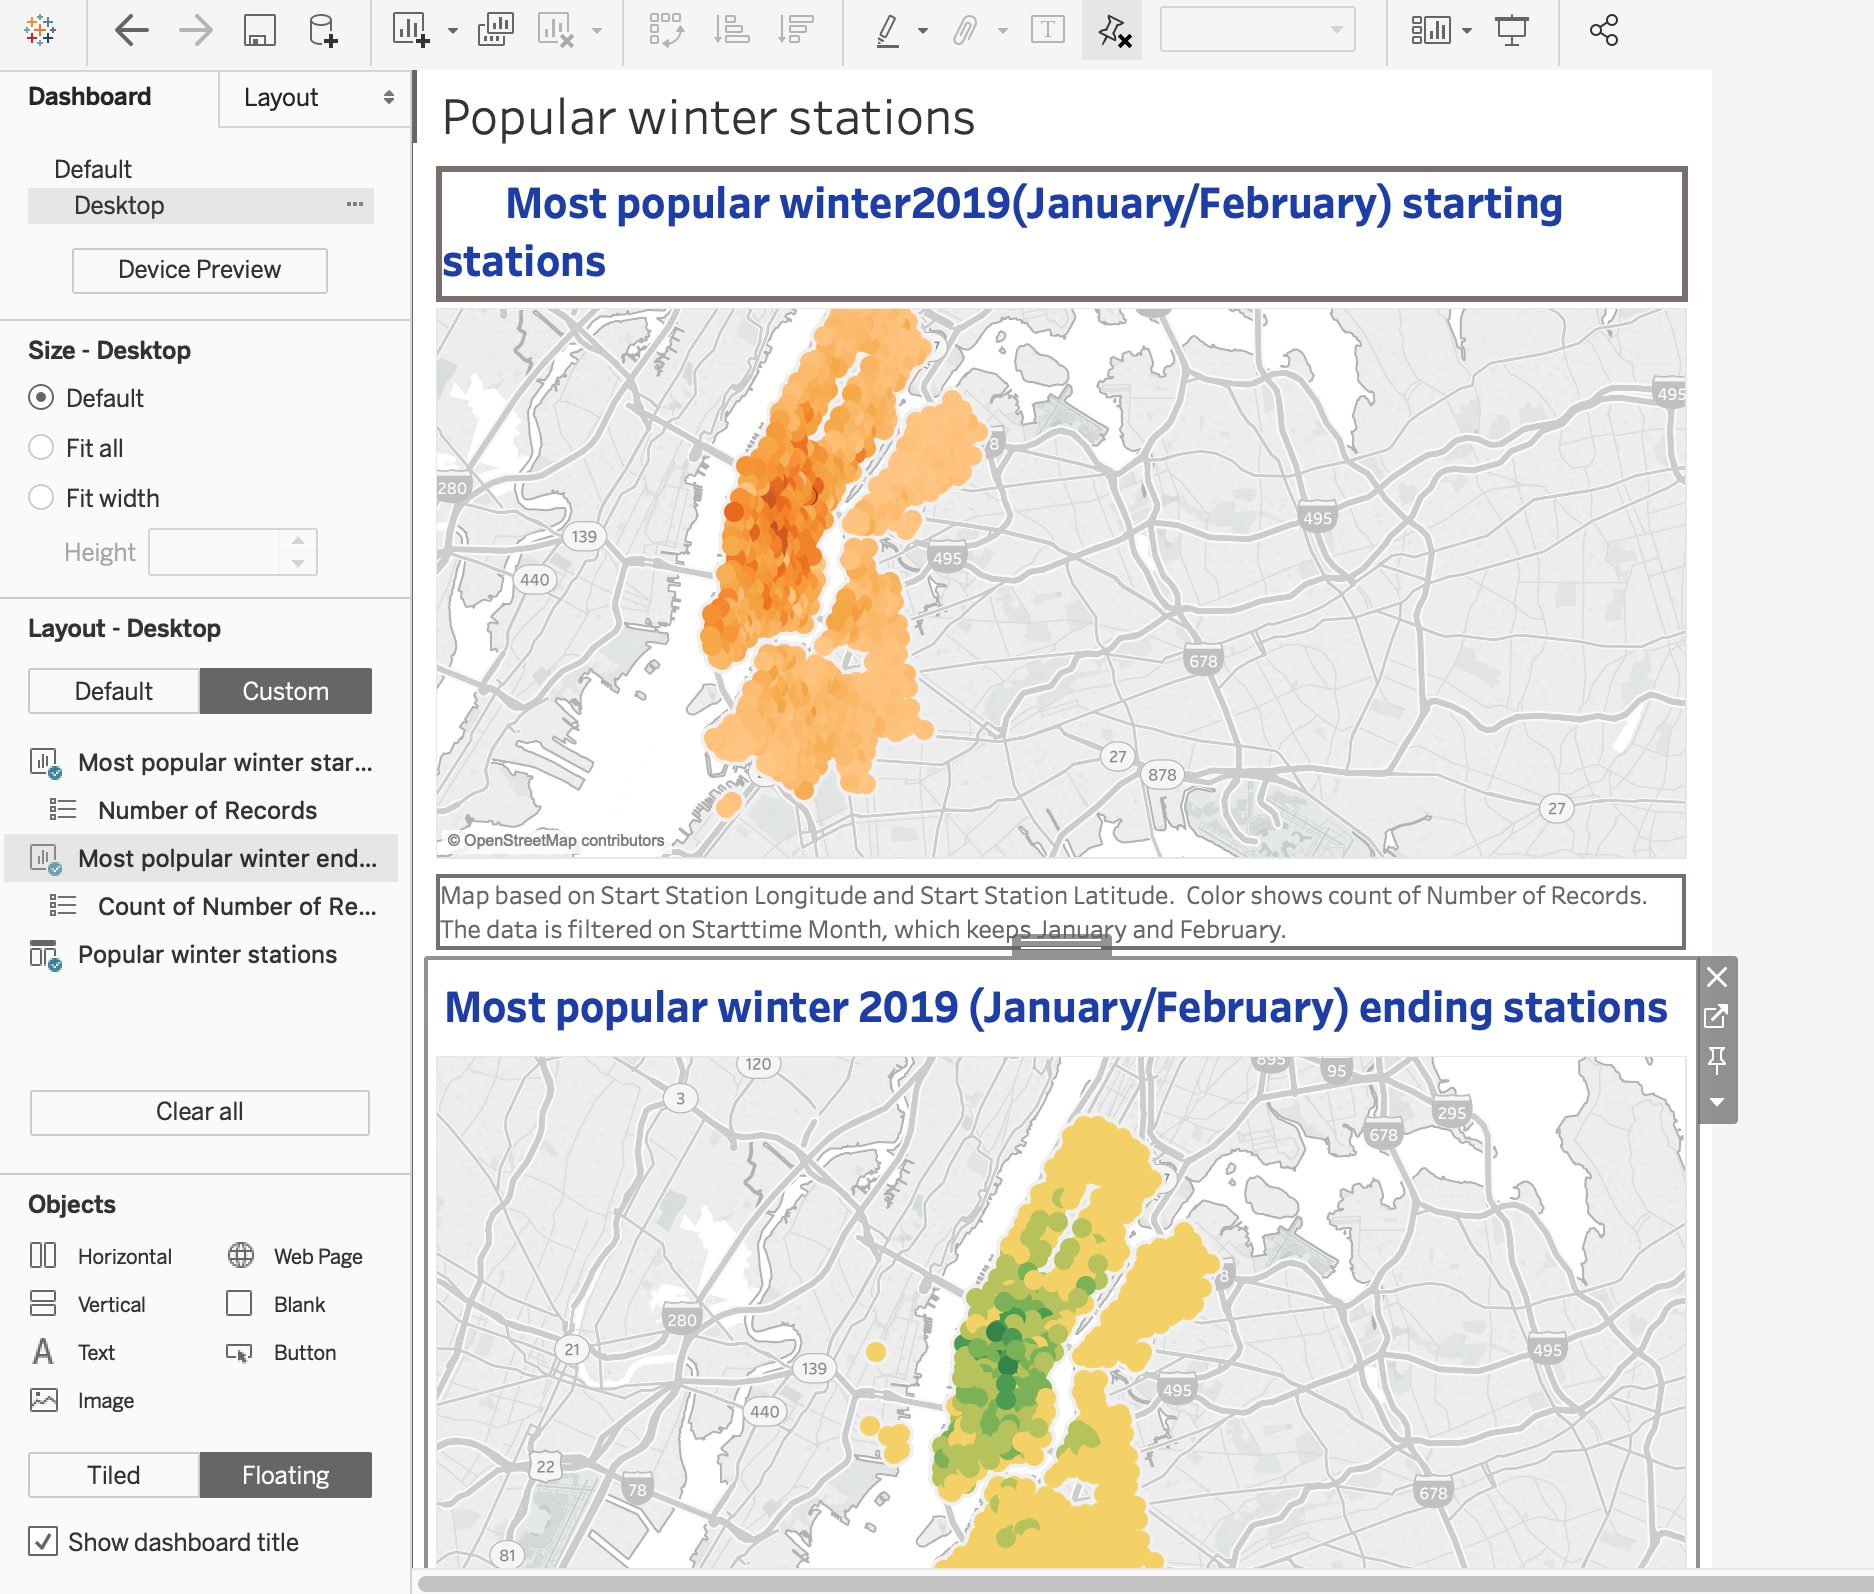 T
Dashboard
Layout
Default
Desktop
Device Preview
Size - Desktop
Default
Fit all
Fit width
Height
Layout - Desktop
Default
Custom
Most popular winter star...
Number of Records
Most polpular winter end...
Count of Number of Re...
Popular winter stations
Clear all
Objects
Horizontal
Web Page
Vertical
Blank
Text
Button
Image
Tiled
Floating
Show dashboard title
Popular winter stations
Most popular winter2019(January/February) starting
stations
7
495
8
280
495
139
495
440
678
27
878
27
© OpenStreetMap contributors
Map based on Start Station Longitude and Start Station Latitude.  Color shows count of Number of Records.
The data is filtered on Starttime Month, which keeps January and February.
Most popular winter 2019 (January/February) ending stations
120
895
95
3
295
678
7
8
280
21
495
139
495
440
22
78
678
81